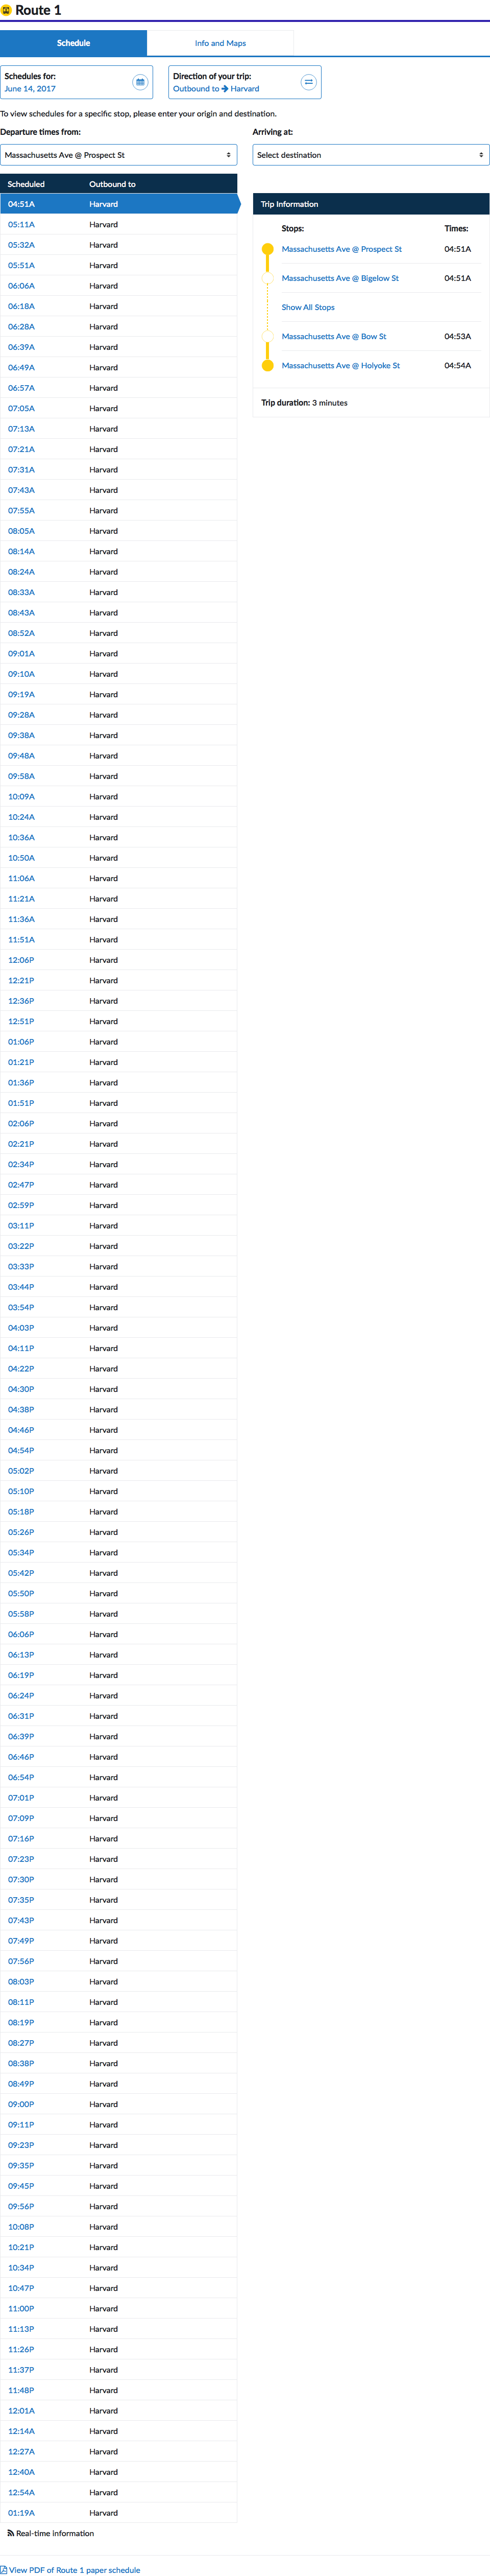 Route 1
Schedule Info and Maps
Schedules for: Direction of your trip:
June 14, 2017 Outbound to → Harvard
To view schedules for a specific stop, please enter your origin and destination.
Departure times from: Arriving at:
Massachusetts Ave @ Prospect St Select destination
Scheduled Outbound to
04:51A Harvard
05:11A Harvard
05:32A Harvard
05:51A Harvard
06:06A Harvard
06:18A Harvard
06:28A Harvard
06:39A Harvard
06:49A Harvard
06:57A Harvard
07:05A Harvard
07:13A Harvard
07:21A Harvard
07:31A Harvard
07:43A Harvard
07:55A Harvard
08:05A Harvard
08:14A Harvard
08:24A Harvard
08:33A Harvard
08:43A Harvard
08:52A Harvard
09:01A Harvard
09:10A Harvard
09:19A Harvard
09:28A Harvard
09:38A Harvard
09:48A Harvard
09:58A Harvard
10:09A Harvard
10:24A Harvard
10:36A Harvard
10:50A Harvard
11:06A Harvard
11:21A Harvard
11:36A Harvard
11:51A Harvard
12:06P Harvard
12:21P Harvard
12:36P Harvard
12:51P Harvard
01:06P Harvard
01:21P Harvard
01:36P Harvard
01:51P Harvard
02:06P Harvard
02:21P Harvard
02:34P Harvard
02:47P Harvard
02:59P Harvard
03:11P Harvard
03:22P Harvard
03:33P Harvard
03:44P Harvard
03:54P Harvard
04:03P Harvard
04:11P Harvard
04:22P Harvard
04:30P Harvard
04:38P Harvard
04:46P Harvard
04:54P Harvard
05:02P Harvard
05:10P Harvard
05:18P Harvard
05:26P Harvard
05:34P Harvard
05:42P Harvard
05:50P Harvard
05:58P Harvard
06:06P Harvard
06:13P Harvard
06:19P Harvard
06:24P Harvard
06:31P Harvard
06:39P Harvard
06:46P Harvard
06:54P Harvard
07:01P Harvard
07:09P Harvard
07:16P Harvard
07:23P Harvard
07:30P Harvard
07:35P Harvard
07:43P Harvard
07:49P Harvard
07:56P Harvard
08:03P Harvard
08:11P Harvard
08:19P Harvard
08:27P Harvard
08:38P Harvard
08:49P Harvard
09:00P Harvard
09:11P Harvard
09:23P Harvard
09:35P Harvard
09:45P Harvard
09:56P Harvard
10:08P Harvard
10:21P Harvard
10:34P Harvard
10:47P Harvard
11:00P Harvard
11:13P Harvard
11:26P Harvard
11:37P Harvard
11:48P Harvard
12:01A Harvard
12:14A Harvard
12:27A Harvard
12:40A Harvard
12:54A Harvard
01:19A Harvard
Trip Information
Stops: Times:
Massachusetts Ave @ Prospect St 04:51A
Massachusetts Ave @ Bigelow St 04:51A
Show All Stops
Massachusetts Ave @ Bow St 04:53A
Massachusetts Ave @ Holyoke St 04:54A
Trip duration: 3 minutes
Real-time information
View PDF of Route 1 paper schedule